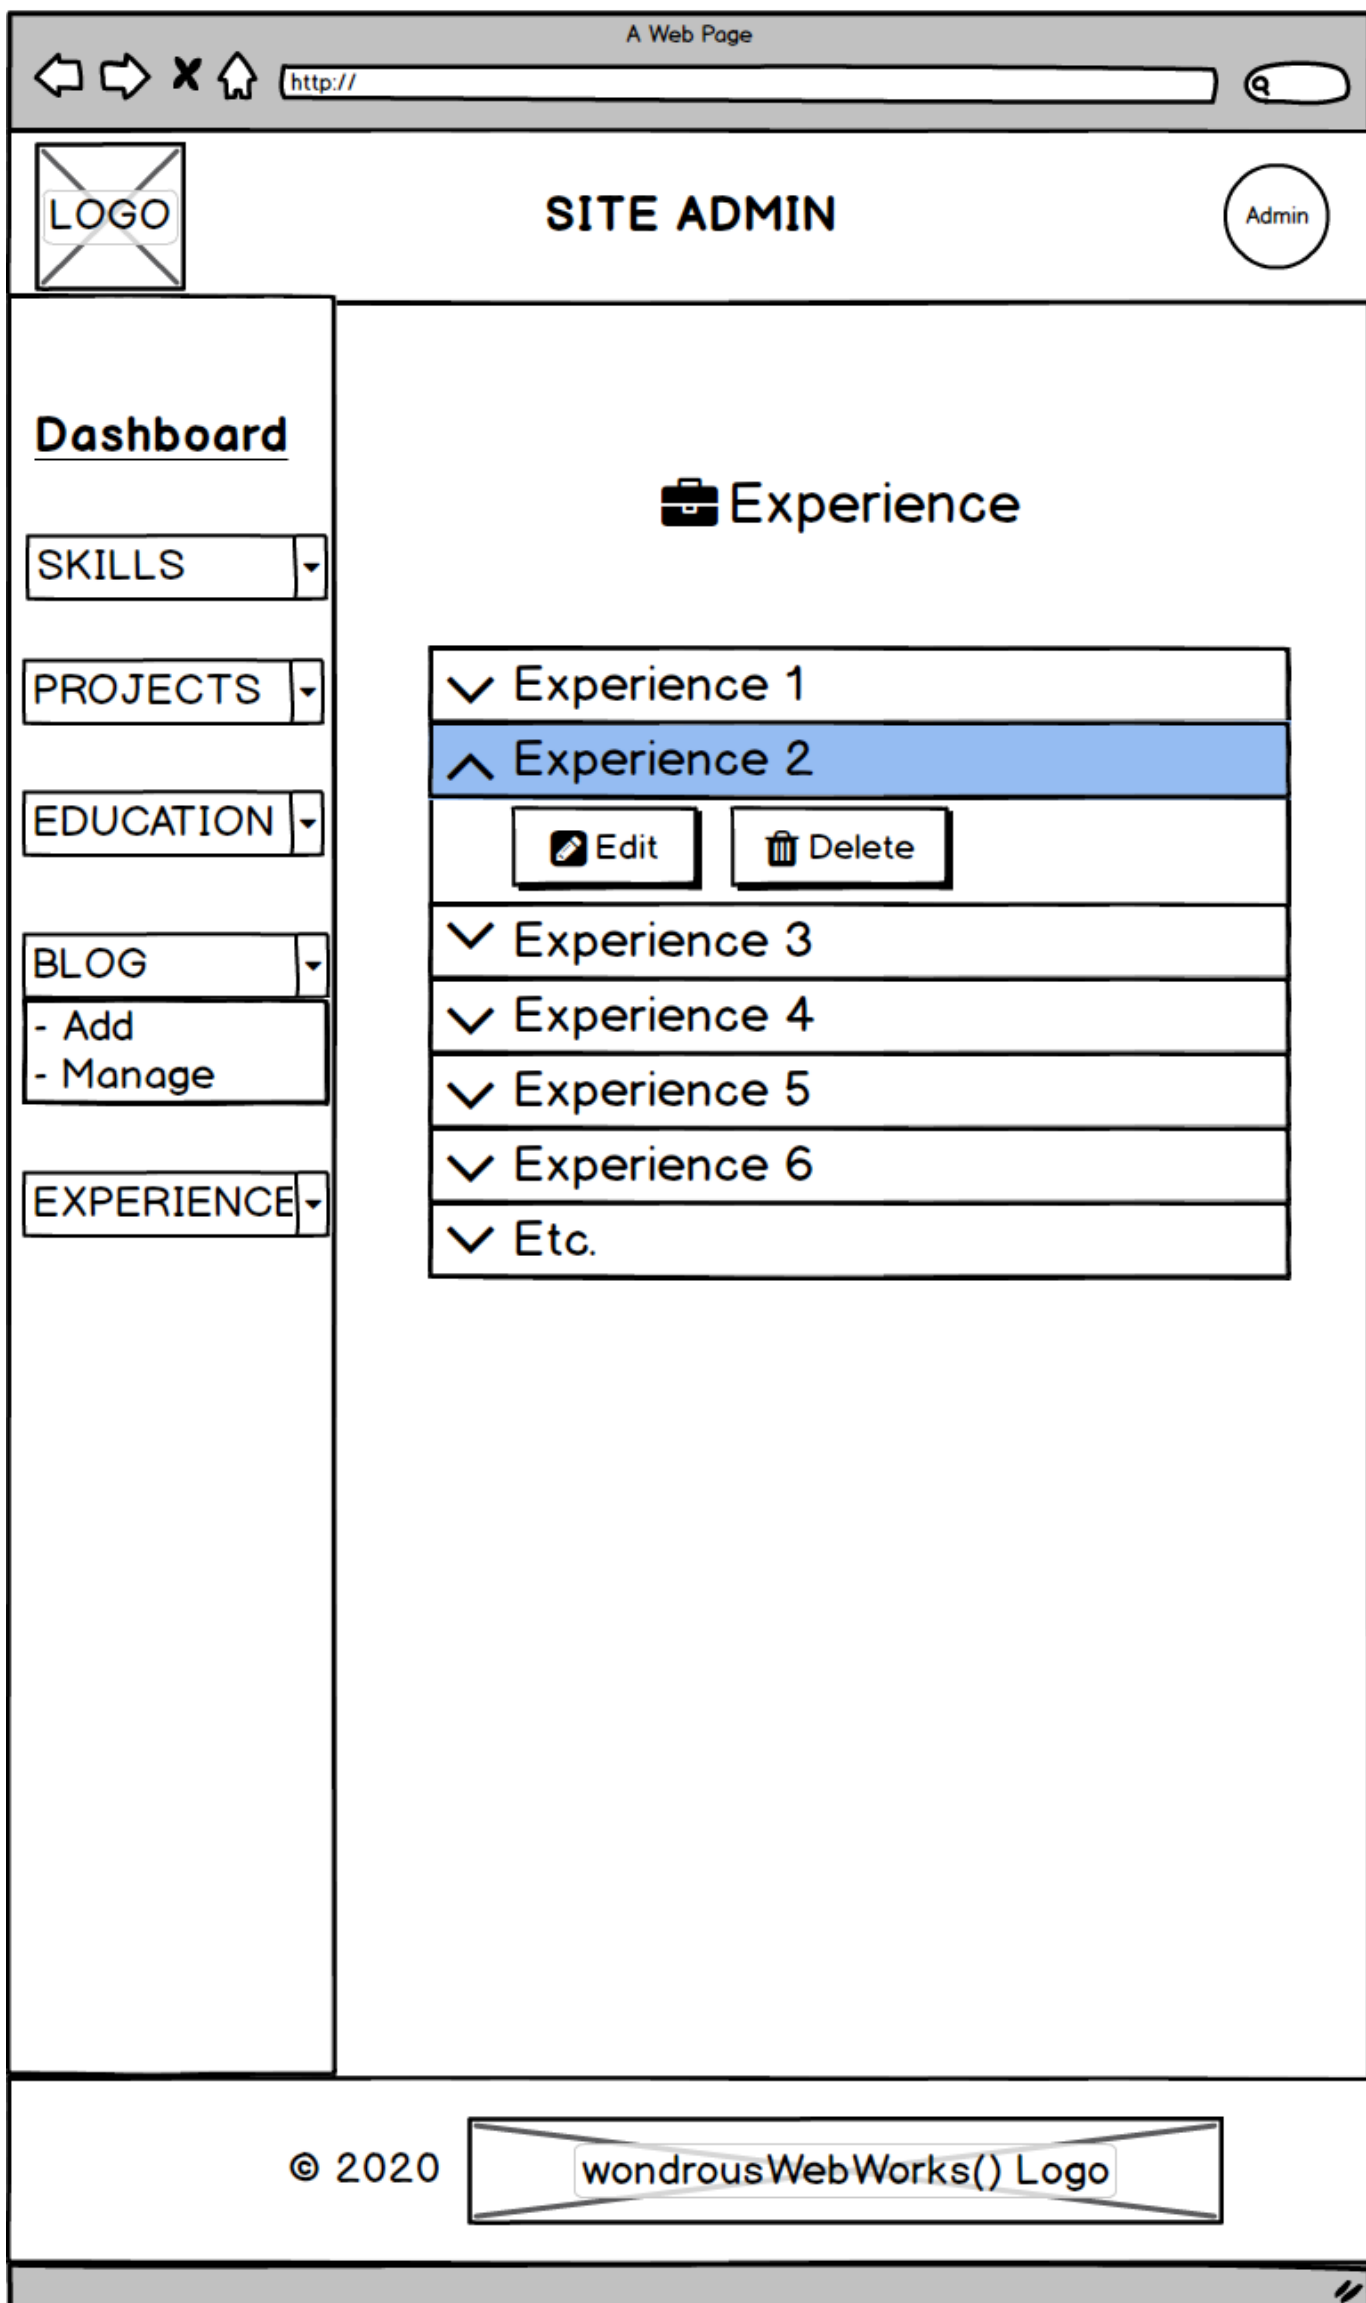 A Web Page
http://
LOGO
SITE ADMIN
Admin
Dashboard
SKILLS
PROJECTS
EDUCATION
BLOG
- Add
- Manage
EXPERIENCE
Experience
Experience 1
Experience 2
Edit
Delete
Experience 3
Experience 4
Experience 5
Experience 6
Etc.
© 2020
wondrousWebWorks() Logo